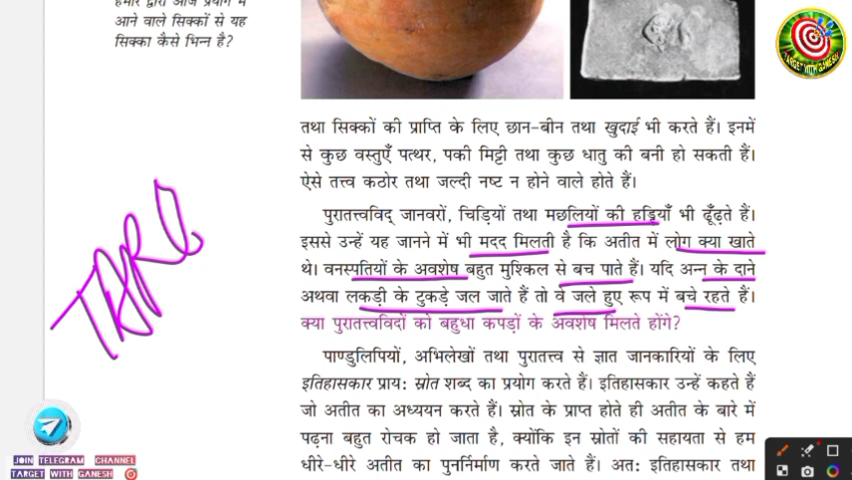 हमारे द्वारा आज प्रयोग में
आने वाले सिक्कों से यह
सिक्का कैसे भिन्न है?
TARGET WITH GANESH
तथा सिक्कों की प्राप्ति के लिए छान-बीन तथा खुदाई भी करते हैं। इनमें
से कुछ वस्तुएँ पत्थर, पकी मिट्टी तथा कुछ धातु की बनी हो सकती हैं।
ऐसे तत्त्व कठोर तथा जल्दी नष्ट न होने वाले होते हैं।
पुरातत्त्वविद् जानवरों, चिड़ियों तथा मछलियों की हड्डियाँ भी ढूँढ़ते हैं।
इससे उन्हें यह जानने में भी मदद मिलती है कि अतीत में लोग क्या खाते
थे। वनस्पतियों के अवशेष बहुत मुश्किल से बच पाते हैं। यदि अन्न के दाने
अथवा लकड़ी के टुकड़े जल जाते हैं तो वे जले हुए रूप में बचे रहते हैं।
क्या पुरातत्त्वविदों को बहुधा कपड़ों के अवशेष मिलते होंगे?
पाण्डुलिपियों, अभिलेखों तथा पुरातत्त्व से ज्ञात जानकारियों के लिए
इतिहासकार प्राय: स्रोत शब्द का प्रयोग करते हैं। इतिहासकार उन्हें कहते हैं
जो अतीत का अध्ययन करते हैं। स्रोत के प्राप्त होते ही अतीत के बारे में
पढ़ना बहुत रोचक हो जाता है, क्योंकि इन स्रोतों की सहायता से हम
धीरे-धीरे अतीत का पुनर्निर्माण करते जाते हैं। अत: इतिहासकार तथा
JOIN TELEGRAM CHANNEL
TARGET WITH GANESH